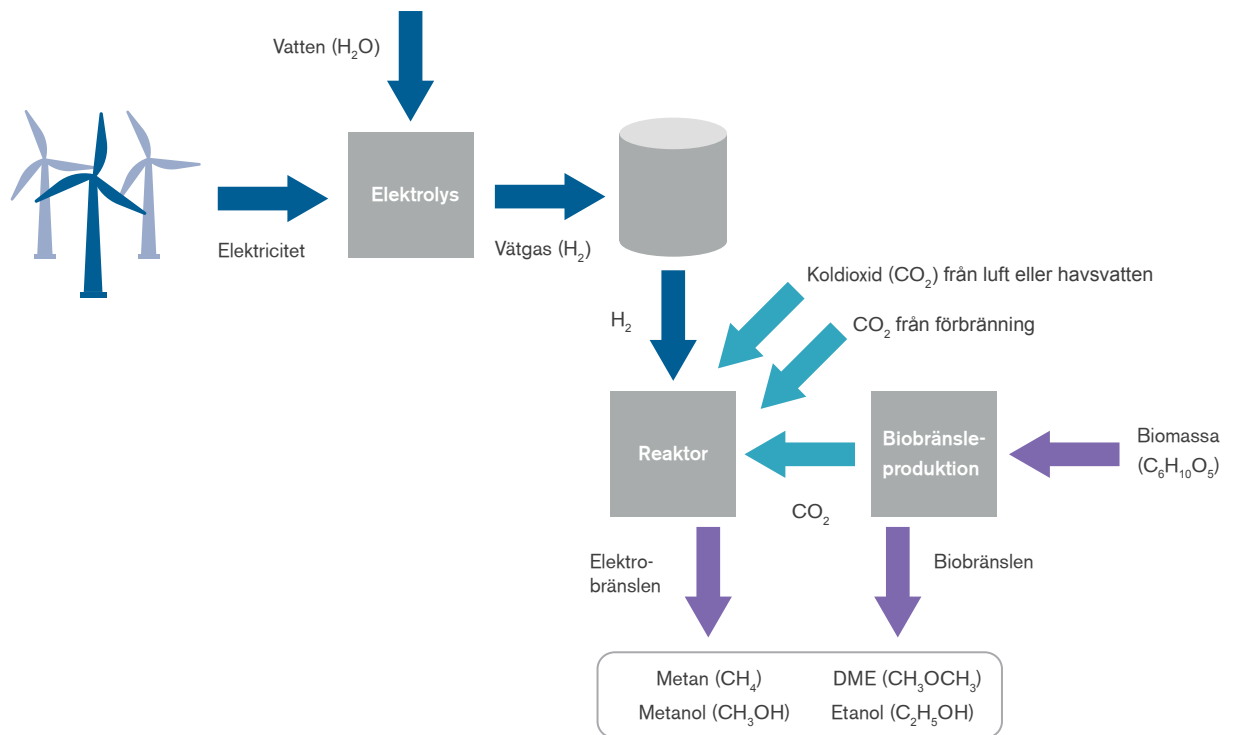 Vatten (H₂O)
Elektrolys
Elektricitet
Vätgas (H₂)
Koldioxid (CO₂) från luft eller havsvatten
H₂
CO₂ från förbränning
Reaktor
Biobränsle-
produktion
Biomassa
(C₆H₁₀O₅)
CO₂
Elektro-
bränslen
Biobränslen
Metan (CH₄)
DME (CH₃OCH₃)
Metanol (CH₃OH)
Etanol (C₂H₅OH)